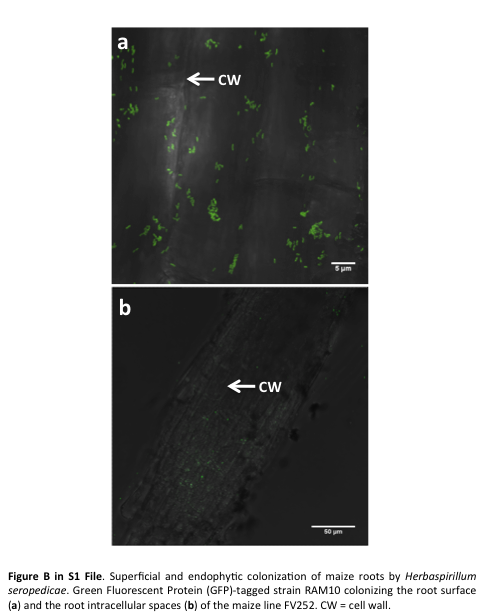 a
CW
5 μm
b
CW
50 μm
Figure B in S1 File. Superficial and endophytic colonization of maize roots by Herbaspirillum
seropedicae. Green Fluorescent Protein (GFP)-tagged strain RAM10 colonizing the root surface
(a) and the root intracellular spaces (b) of the maize line FV252. CW = cell wall.